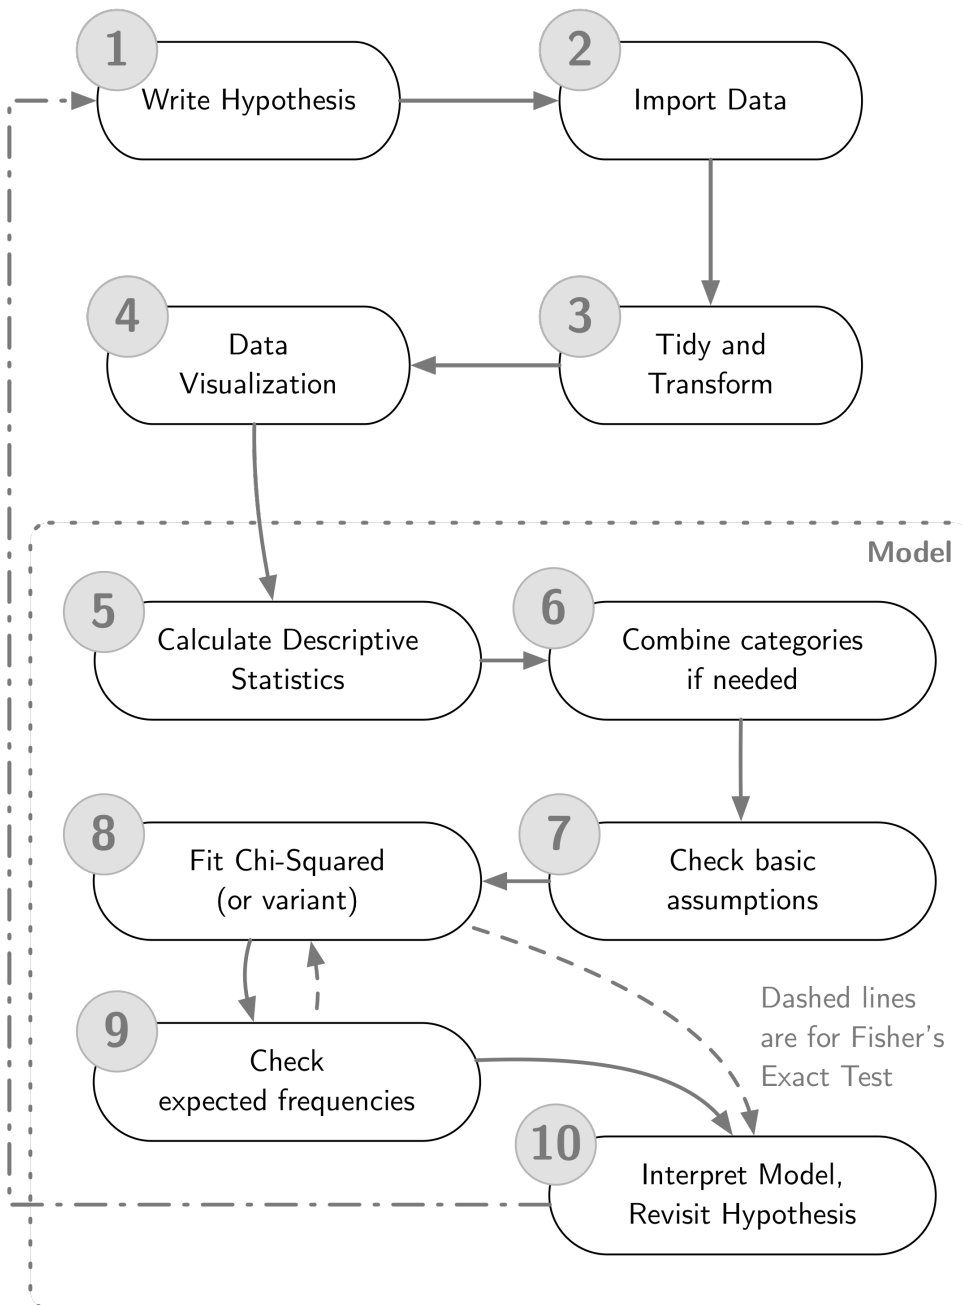 1
Write Hypothesis
2
Import Data
3
Tidy and
Transform
4
Data
Visualization
Model
5
Calculate Descriptive
Statistics
6
Combine categories
if needed
7
Check basic
assumptions
8
Fit Chi-Squared
(or variant)
9
Check
expected frequencies
Dashed lines
are for Fisher's
Exact Test
10
Interpret Model,
Revisit Hypothesis